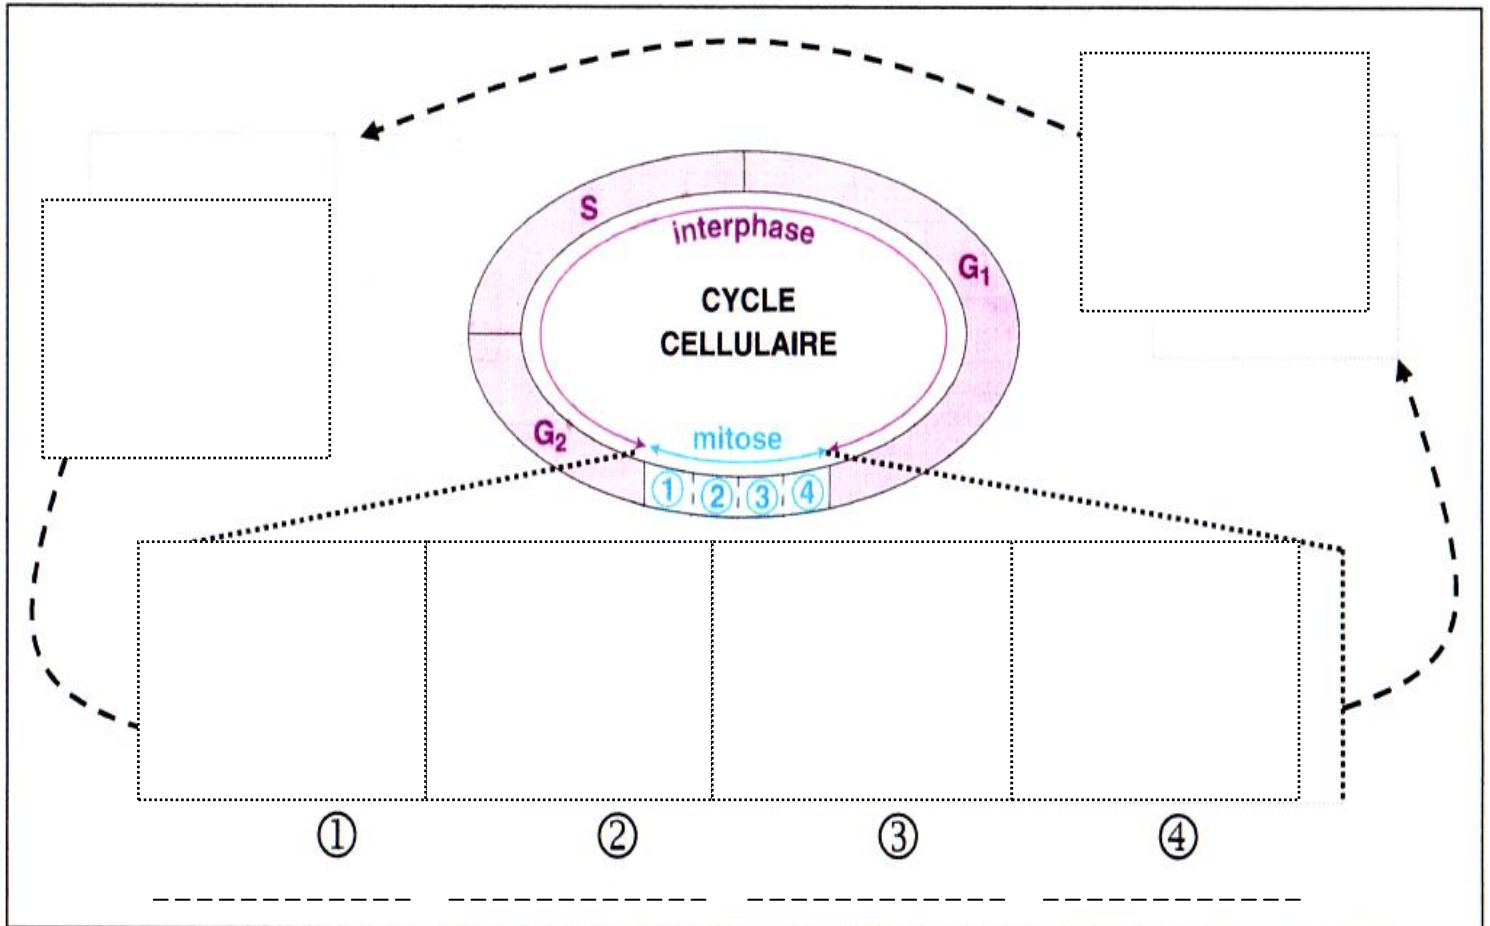 S
interphase
G₁
CYCLE
CELLULAIRE
G₂
mitose
① ② ③ ④
① ② ③ ④